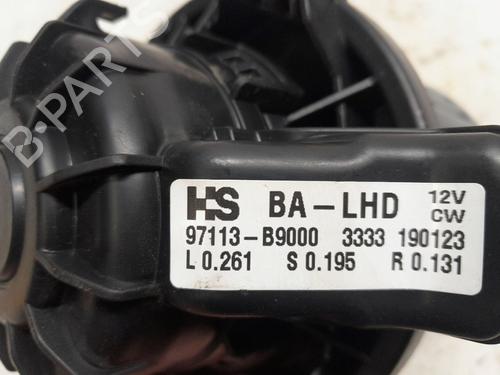 B-PARTS
HS BA-LHD 12V CW
97113-B9000 3333 190123
L 0.261 S 0.195 R 0.131